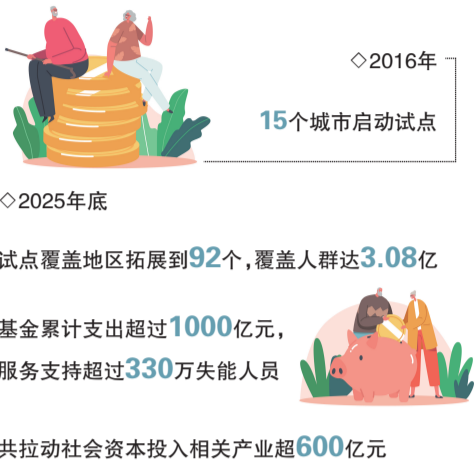 ◇2016年
15个城市启动试点
◇2025年底
试点覆盖地区拓展到92个,覆盖人群达3.08亿
基金累计支出超过1000亿元,
服务支持超过330万失能人员
共拉动社会资本投入相关产业超600亿元